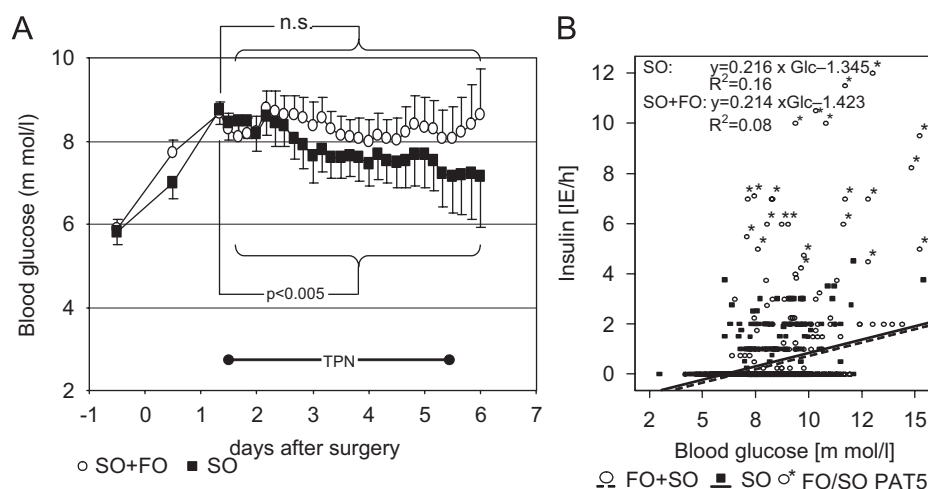 A
n.s.
10
8
6
4
2
Blood glucose (m mol/l)
p<0.005
TPN
-1 0 1 2 3 4 5 6 7
days after surgery
SO+FO SO
B
SO: y=0.216 x Glc–1.345
R²=0.16
SO+FO: y=0.214 xGlc–1.423
R²=0.08
12
10
8
6
4
2
0
Insulin [IE/h]
2 5 8 10 12 15
Blood glucose [m mol/l]
FO+SO SO * FO/SO PAT5